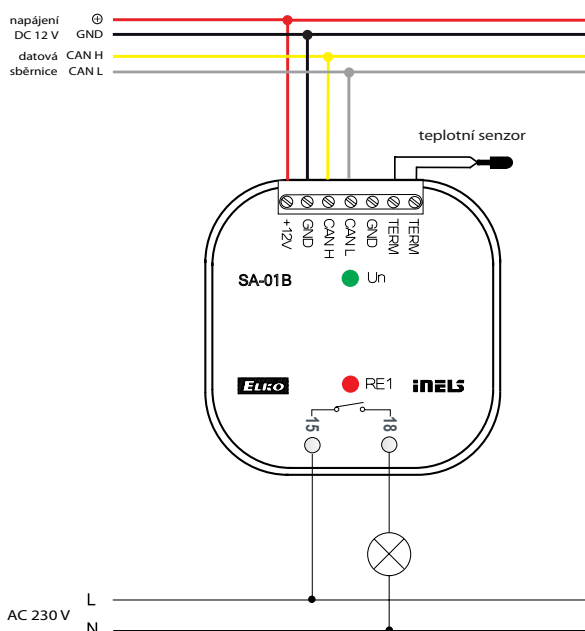 napájení ⊕
DC 12 V GND
datová CAN H
sběrnice CAN L
teplotní senzor
+12V GND CAN H CAN L GND TERM TERM
SA-01B Un
ELKO RE1 iNELS
15 18
L
AC 230 V
N